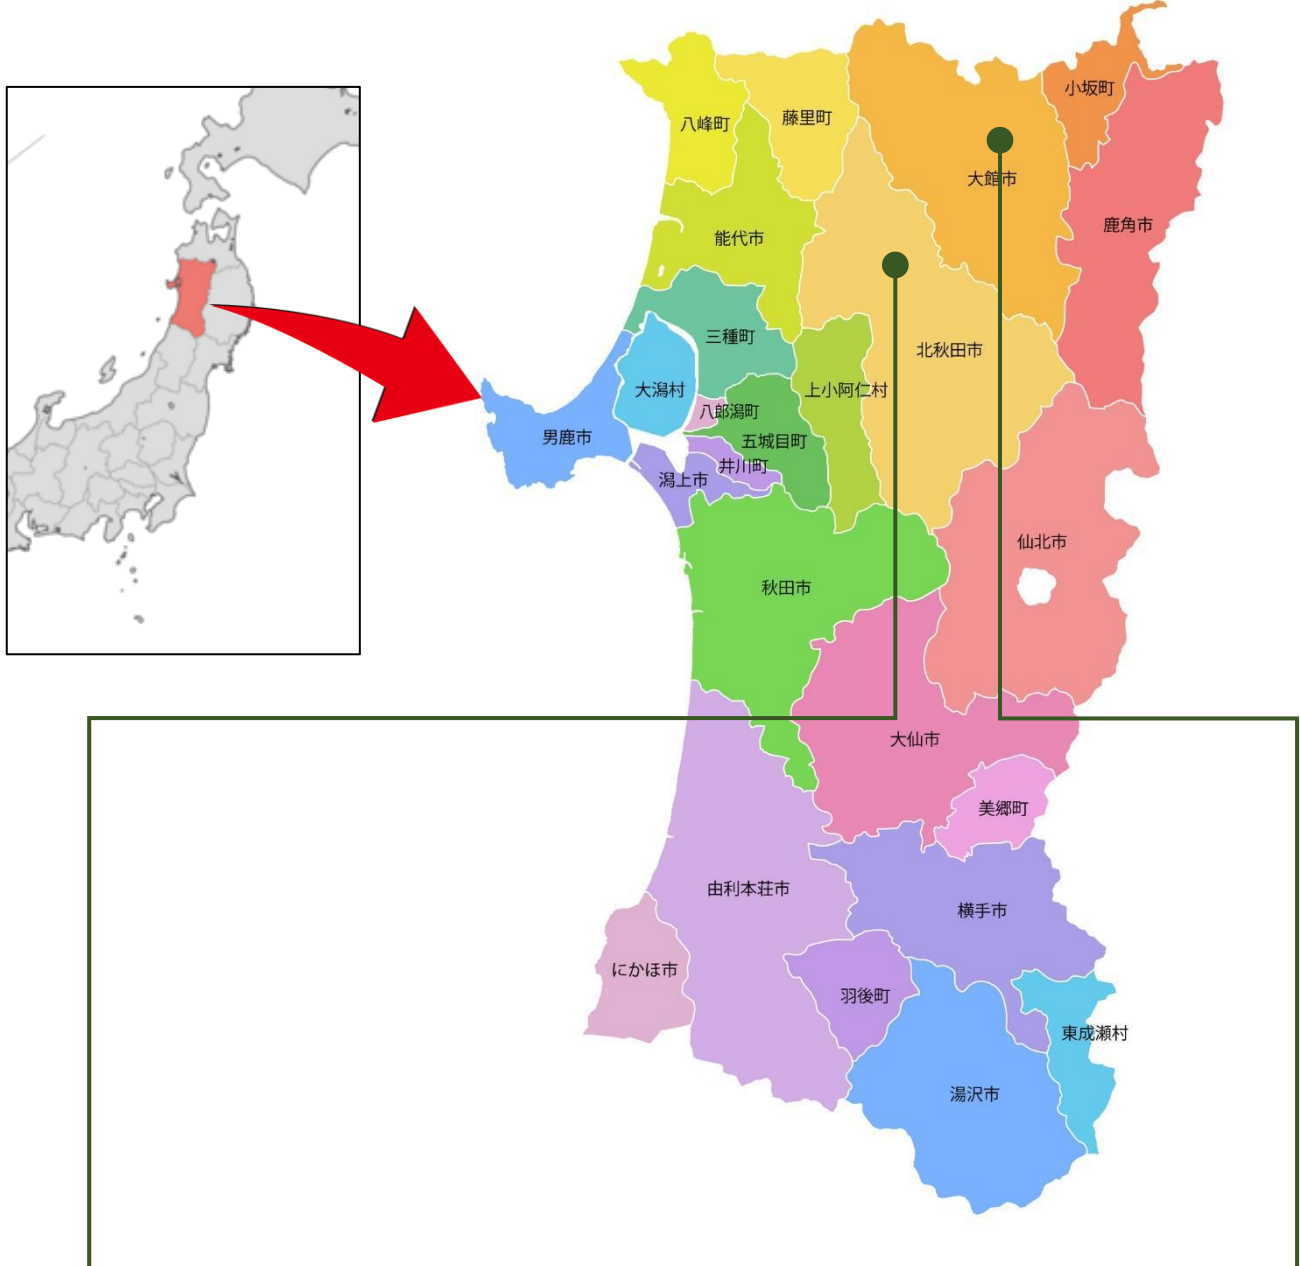 小坂町
藤里町
八峰町
大館市
鹿角市
能代市
三種町
北秋田市
大潟村
上小阿仁村
八郎潟町
男鹿市
五城目町
井川町
潟上市
仙北市
秋田市
大仙市
美郷町
由利本荘市
横手市
にかほ市
羽後町
東成瀬村
湯沢市